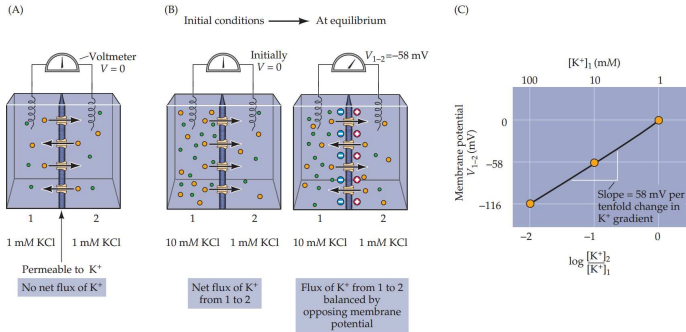 (A)
Voltmeter
V = 0
1
2
1 mM KCl
1 mM KCl
Permeable to K⁺
No net flux of K⁺
(B)
Initial conditions → At equilibrium
Initially
V = 0
1
2
10 mM KCl
1 mM KCl
Net flux of K⁺
from 1 to 2
V₁₋₂=−58 mV
1
2
10 mM KCl
1 mM KCl
Flux of K⁺ from 1 to 2
balanced by
opposing membrane
potential
(C)
[K⁺]₁ (mM)
100 10 1
Membrane potential
V₁₋₂ (mV)
0
−58
−116
Slope = 58 mV per
tenfold change in
K⁺ gradient
−2 −1 0
log [K⁺]₂
[K⁺]₁